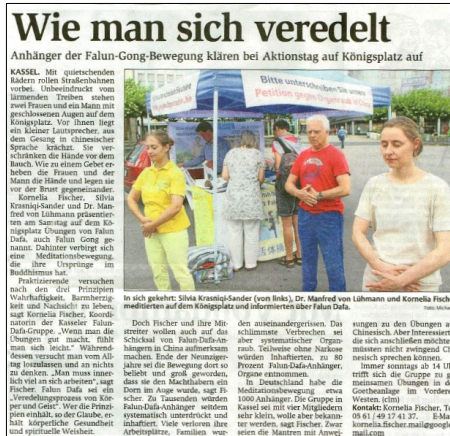 Wie man sich veredelt
Anhänger der Falun-Gong-Bewegung klären bei Aktionstag auf Königsplatz auf
KASSEL. Mit quietschenden
Rädern rollen Straßenbahnen
vorbei. Unbeeindruckt vom
lärmenden Treiben stehen
zwei Frauen und ein Mann mit
geschlossenen Augen auf dem
Königsplatz. Vor ihnen liegt
ein kleiner Lautsprecher, aus
dem Gesang in chinesischer
Sprache krächzt. Sie ver-
schränken die Hände vor dem
Bauch. Wie zu einem Gebet er-
heben die Frauen und der
Mann die Hände und legen sie
vor der Brust gegeneinander.
Kornelia Fischer, Silvia
Krasniqi-Sander und Dr. Man-
fred von Lühmann präsentier-
ten am Samstag auf dem Kö-
nigsplatz Übungen von Falun
Dafa, auch Falun Gong ge-
nannt. Dahinter verbirgt sich
eine Meditationsbewegung,
die ihre Ursprünge im
Buddhismus hat.
Praktizierende versuchen
nach den drei Prinzipien
Wahrhaftigkeit, Barmherzig-
keit und Nachsicht zu leben,
sagt Kornelia Fischer, Koordi-
natorin der Kasseler Falun-
Dafa-Gruppe. „Wenn man die
Übungen gut macht, fühlt
man sich leicht." Während-
dessen versucht man vom All-
tag loszulassen und an nichts
zu denken. „Man muss inner-
lich viel an sich arbeiten", sagt
Fischer. Falun Dafa sei ein
„Veredelungsprozess von Kör-
per und Geist". Wer die Prinzi-
pien einhält, so der Glaube, er-
hält körperliche Gesundheit
und spirituelle Weisheit.
Bitte unterschreiben Sie unsere
Petition gegen Organraub in China
In sich gekehrt: Silvia Krasniqi-Sander (von links), Dr. Manfred von Lühmann und Kornelia Fische
meditierten auf dem Königsplatz und informierten über Falun Dafa.
Foto:
Doch Fischer und ihre Mit-
streiter wollen auch auf das
Schicksal von Falun-Dafa-An-
hängern in China aufmerksam
machen. Ende der Neunziger-
jahre sei die Bewegung dort so
beliebt und groß geworden,
dass sie den Machthabern ein
Dorn im Auge wurde, sagt Fi-
scher. Zu Tausenden würden
Falun-Dafa-Anhänger seitdem
systematisch unterdrückt und
inhaftiert. Viele verloren ihre
Arbeitsplätze, Familien wur-
den auseinandergerissen. Das
schlimmste Verbrechen sei
aber systematischer Organ-
raub. Teilweise ohne Narkose
würden Inhaftierten, zu 80
Prozent Falun-Dafa-Anhänger,
Organe entnommen.
In Deutschland habe die
Meditationsbewegung etwa
1000 Anhänger. Die Gruppe in
Kassel sei mit vier Mitgliedern
sehr klein, wolle aber bekann-
ter werden, sagt Fischer. Zwar
seien die Mantren mit Anwei-
sungen zu den Übungen a
Chinesisch. Aber Interessiert
die sich anschließen möchte
müssten nicht zwingend Ch
nesisch sprechen können.
Immer sonntags ab 14 U
trifft sich die Gruppe zu g
meinsamen Übungen in de
Goetheanlage im Vordere
Westen. (clm)
Kontakt: Kornelia Fischer, Te
05 61 / 49 17 41 37, E-Ma
kornelia.fischer.mail@googl
mail.com